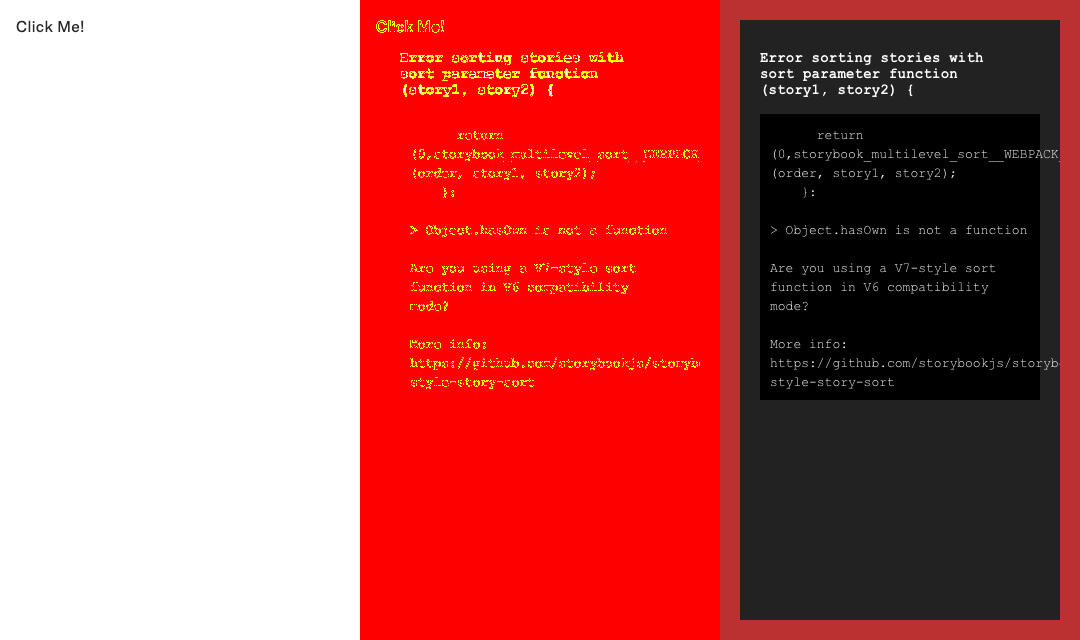 Click Me!
Click Me!
Error sorting stories with
sort parameter function
(story1, story2) {
return
(0,storybook_multilevel_sort__WEBPACK_
(order, story1, story2);
}:
> Object.hasOwn is not a function
Are you using a V7-style sort
function in V6 compatibility
mode?
More info:
https://github.com/storybookjs/storyb
style-story-sort
Error sorting stories with
sort parameter function
(story1, story2) {
return
(0,storybook_multilevel_sort__WEBPACK_
(order, story1, story2);
}:
> Object.hasOwn is not a function
Are you using a V7-style sort
function in V6 compatibility
mode?
More info:
https://github.com/storybookjs/storyb
style-story-sort